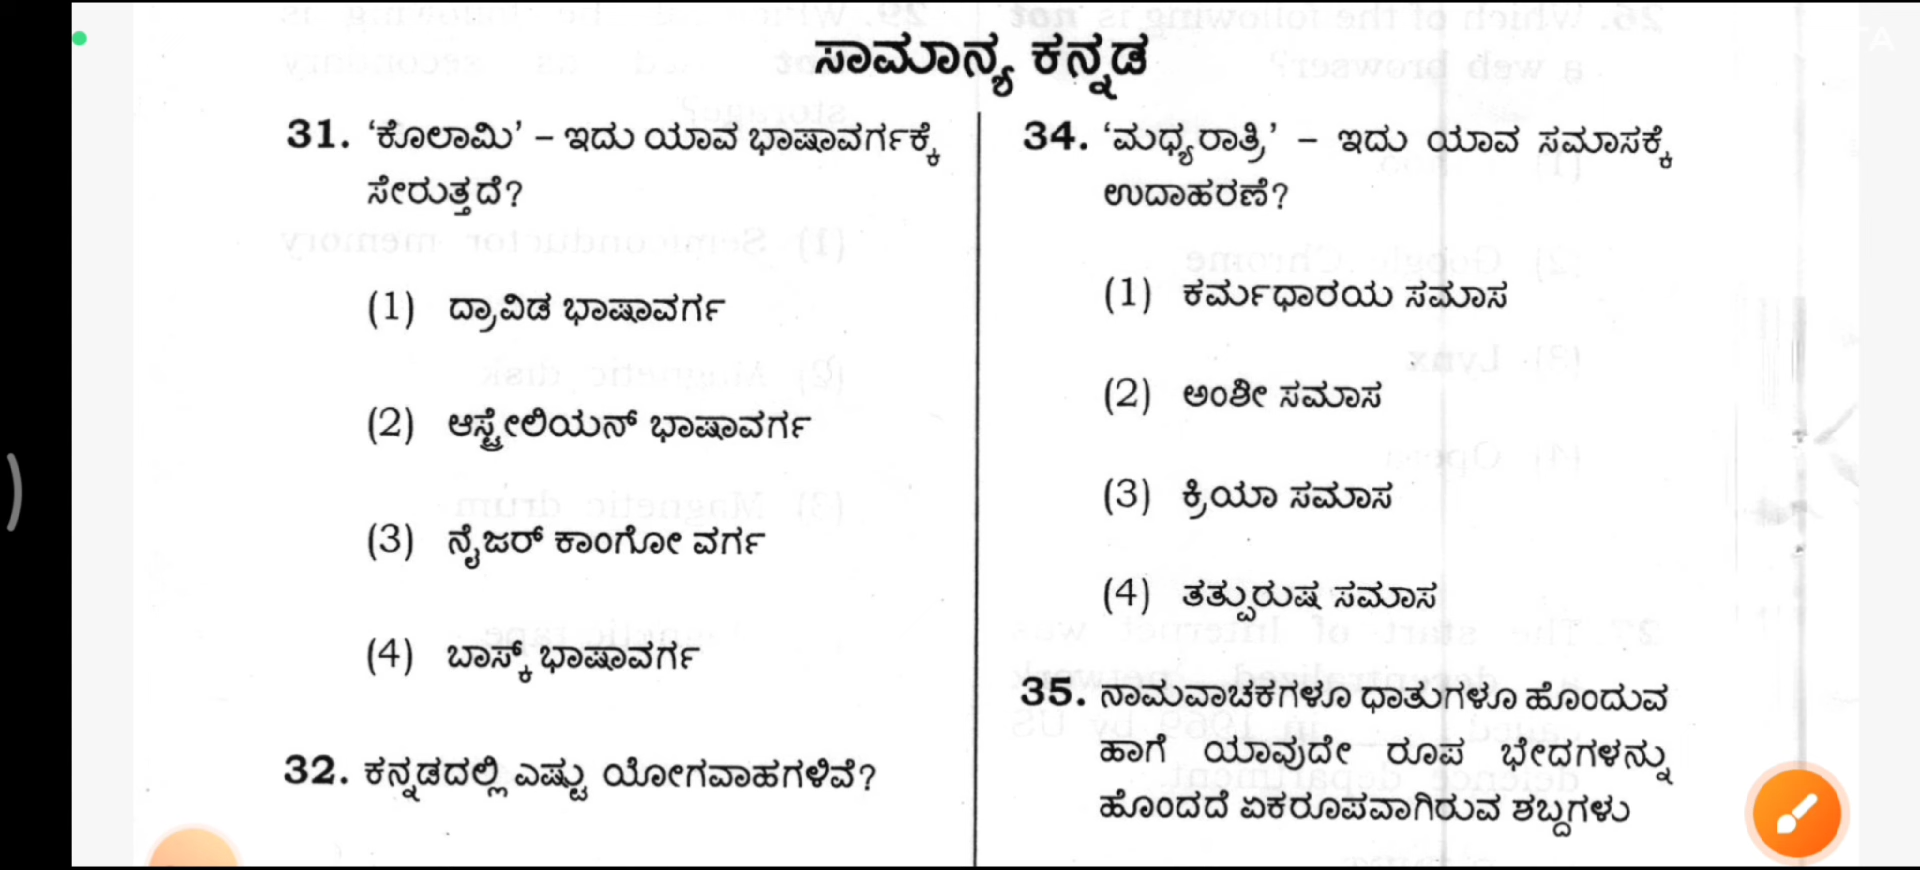 ಸಾಮಾನ್ಯ ಕನ್ನಡ
31. ‘ಕೊಲಾಮಿ’ – ಇದು ಯಾವ ಭಾಷಾವರ್ಗಕ್ಕೆ
ಸೇರುತ್ತದೆ?
(1) ದ್ರಾವಿಡ ಭಾಷಾವರ್ಗ
(2) ಆಸ್ಟ್ರೇಲಿಯನ್ ಭಾಷಾವರ್ಗ
(3) ನೈಜರ್ ಕಾಂಗೋ ವರ್ಗ
(4) ಬಾಸ್ಕ್ ಭಾಷಾವರ್ಗ
32. ಕನ್ನಡದಲ್ಲಿ ಎಷ್ಟು ಯೋಗವಾಹಗಳಿವೆ?
34. ‘ಮಧ್ಯರಾತ್ರಿ’ – ಇದು ಯಾವ ಸಮಾಸಕ್ಕೆ
ಉದಾಹರಣೆ?
(1) ಕರ್ಮಧಾರಯ ಸಮಾಸ
(2) ಅಂಶೀ ಸಮಾಸ
(3) ಕ್ರಿಯಾ ಸಮಾಸ
(4) ತತ್ಪುರುಷ ಸಮಾಸ
35. ನಾಮವಾಚಕಗಳೂ ಧಾತುಗಳೂ ಹೊಂದುವ
ಹಾಗೆ ಯಾವುದೇ ರೂಪ ಭೇದಗಳನ್ನು
ಹೊಂದದೆ ಏಕರೂಪವಾಗಿರುವ ಶಬ್ದಗಳು